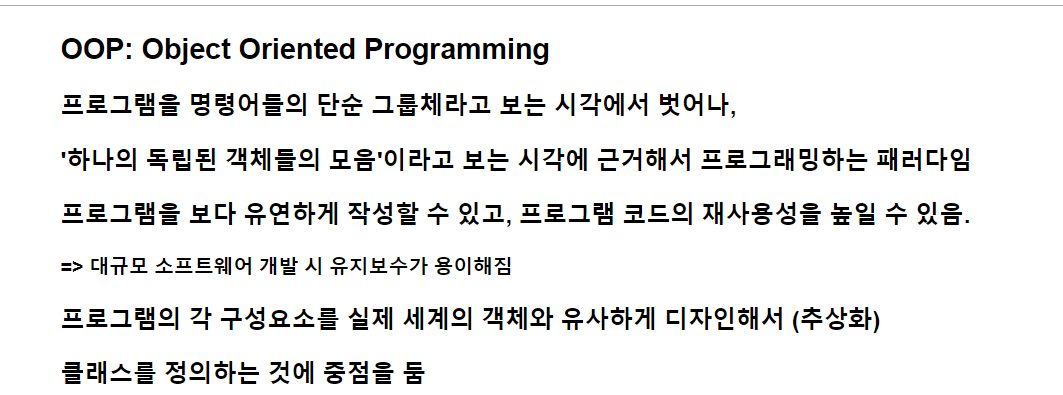 OOP: Object Oriented Programming
프로그램을 명령어들의 단순 그룹체라고 보는 시각에서 벗어나,
'하나의 독립된 객체들의 모음'이라고 보는 시각에 근거해서 프로그래밍하는 패러다임
프로그램을 보다 유연하게 작성할 수 있고, 프로그램 코드의 재사용성을 높일 수 있음.
=> 대규모 소프트웨어 개발 시 유지보수가 용이해짐
프로그램의 각 구성요소를 실제 세계의 객체와 유사하게 디자인해서 (추상화)
클래스를 정의하는 것에 중점을 둠